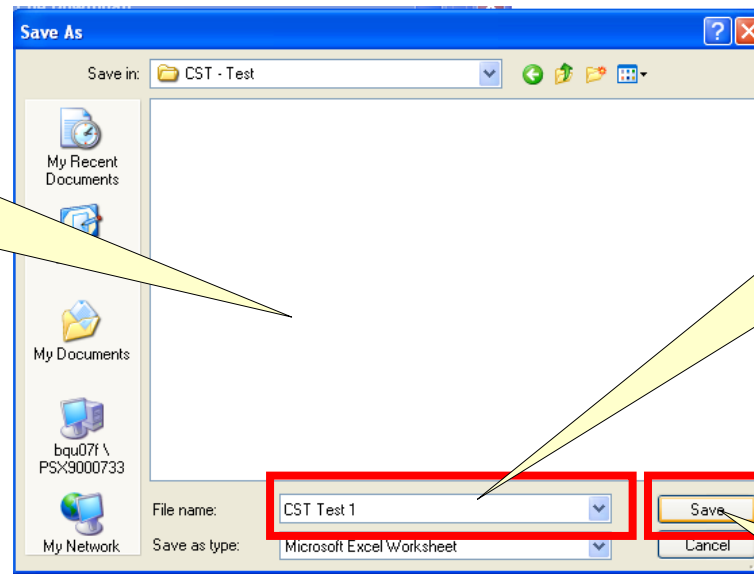 Save As
Save in: CST - Test
My Recent
Documents
My Documents
bqu07f \
PSX9000733
My Network
File name: CST Test 1 Save
Save as type: Microsoft Excel Worksheet Cancel